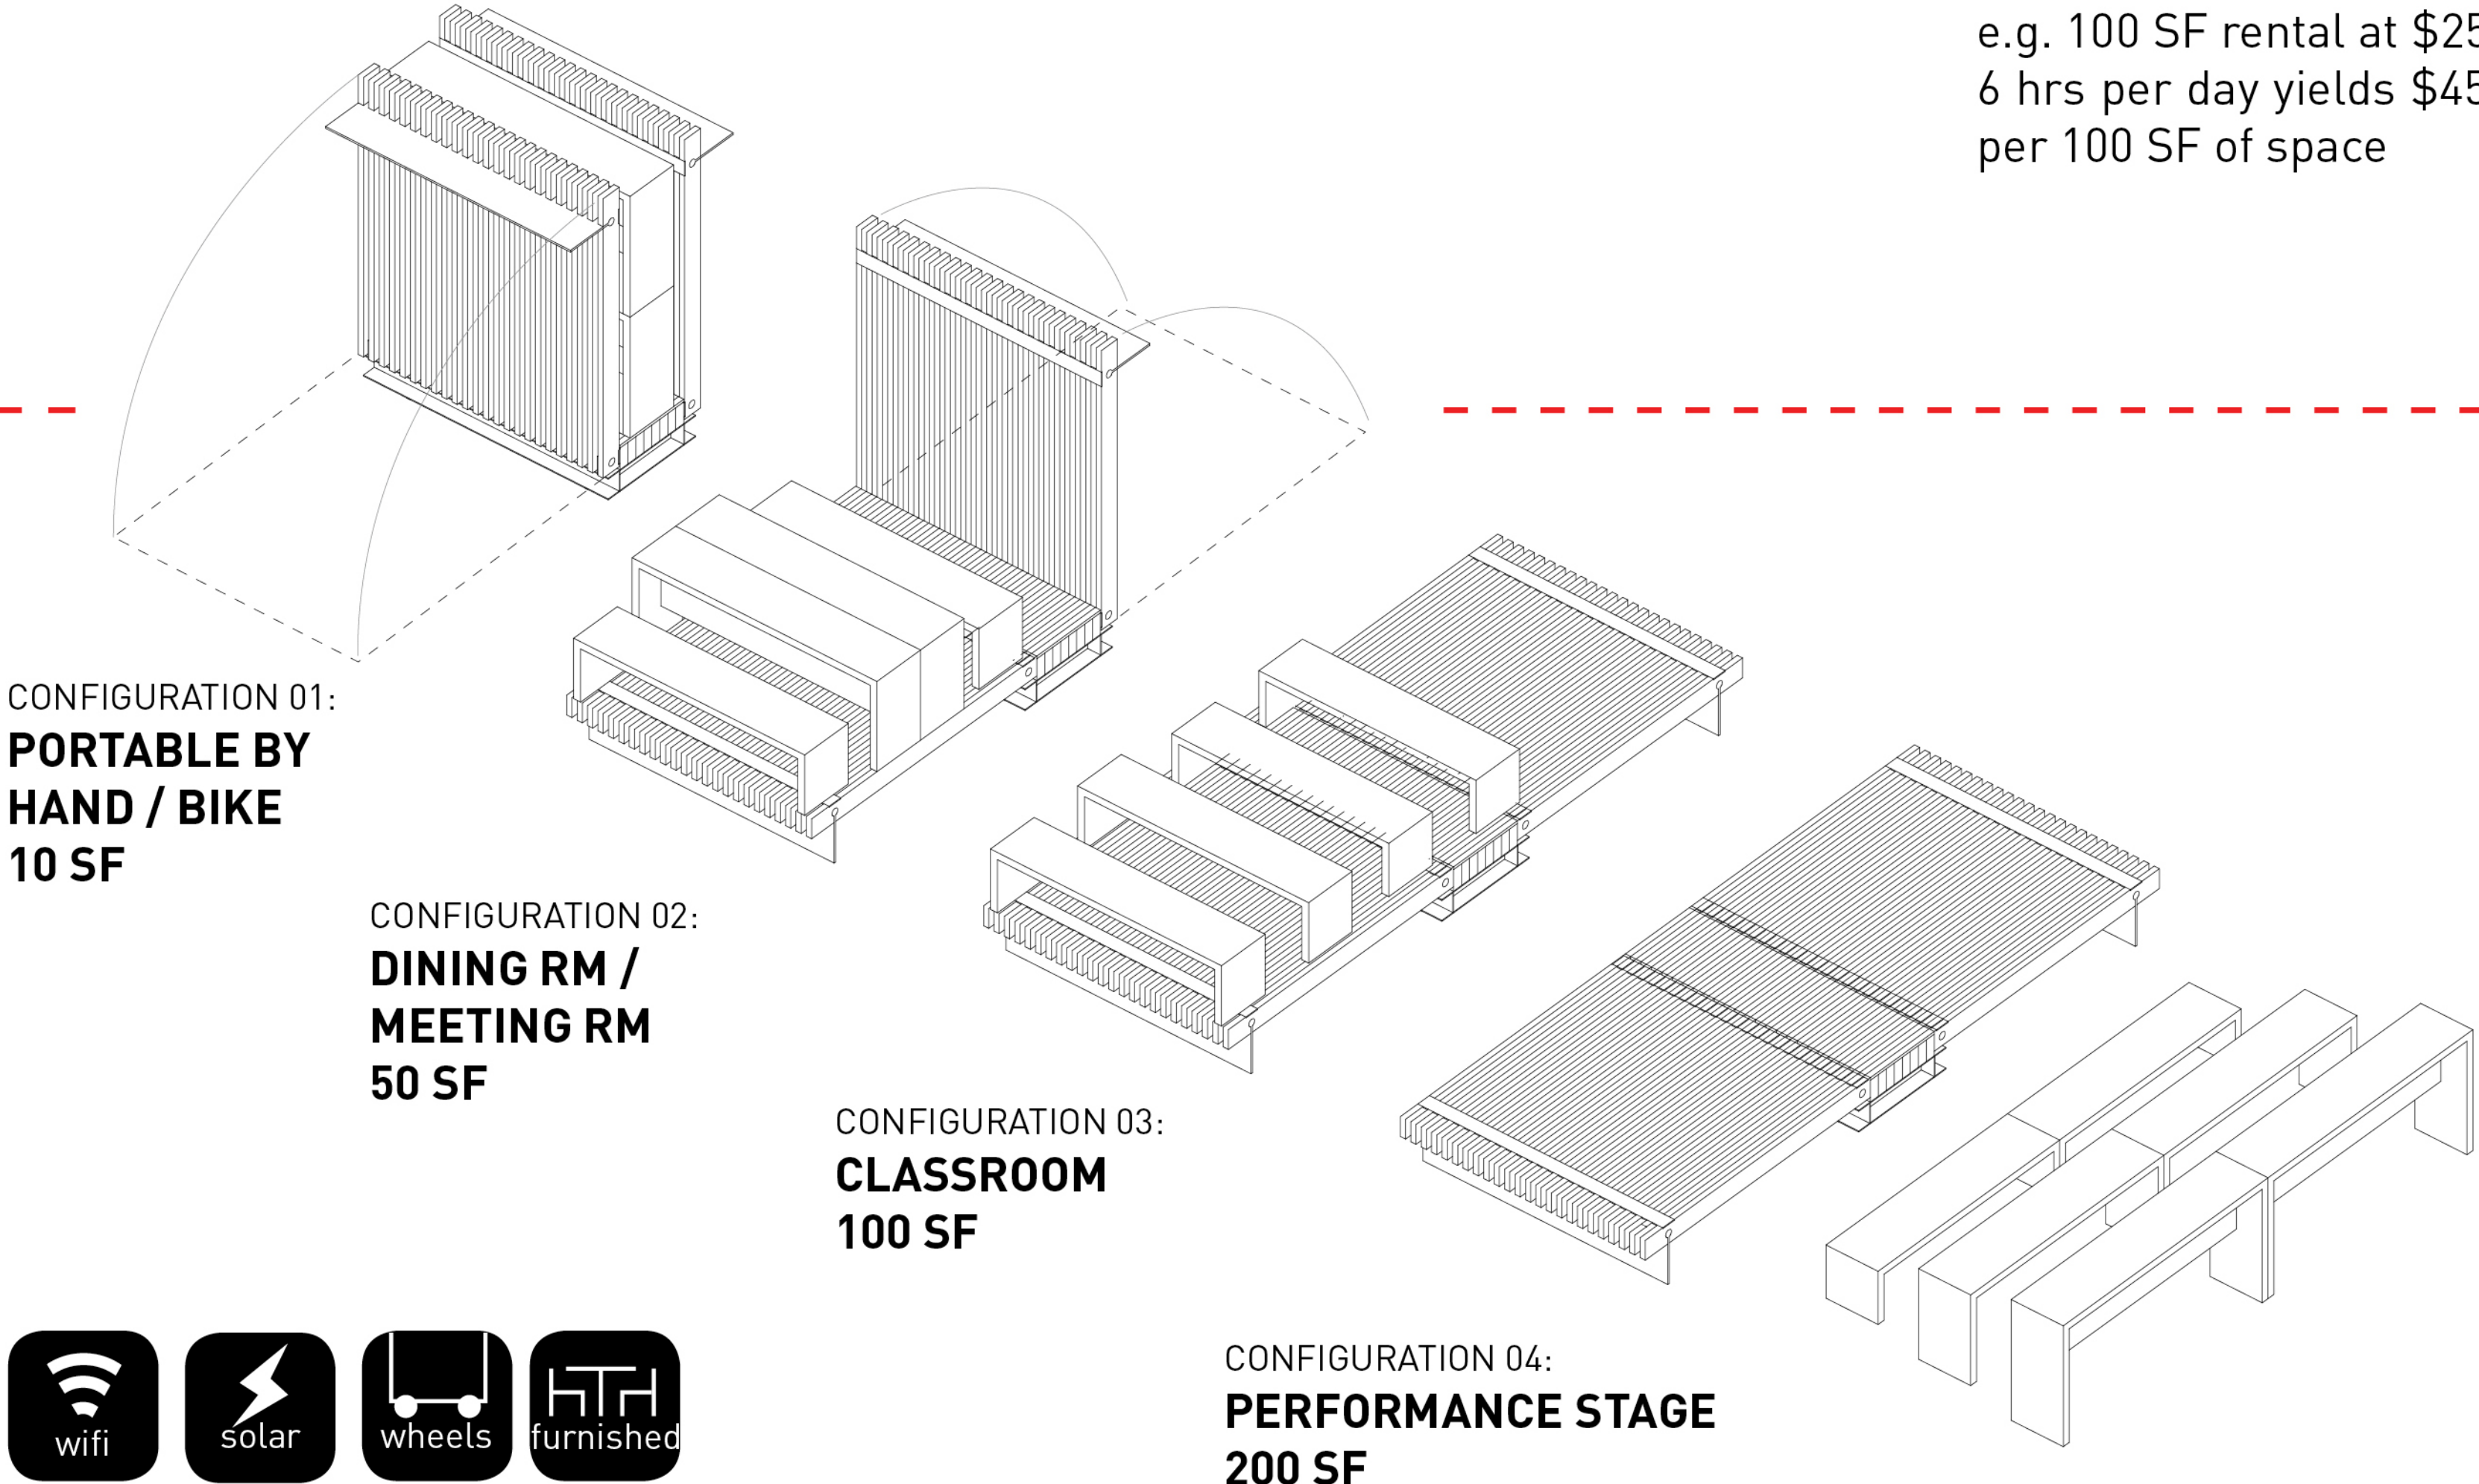 e.g. 100 SF rental at $25
6 hrs per day yields $45
per 100 SF of space
CONFIGURATION 01:
PORTABLE BY
HAND / BIKE
10 SF
CONFIGURATION 02:
DINING RM /
MEETING RM
50 SF
CONFIGURATION 03:
CLASSROOM
100 SF
CONFIGURATION 04:
PERFORMANCE STAGE
200 SF
wifi
solar
wheels
furnished